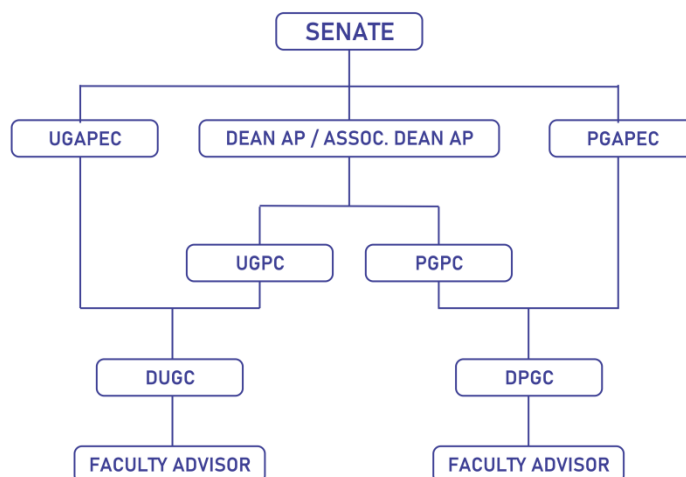 SENATE
UGAPEC
DEAN AP / ASSOC. DEAN AP
PGAPEC
UGPC
PGPC
DUGC
DPGC
FACULTY ADVISOR
FACULTY ADVISOR